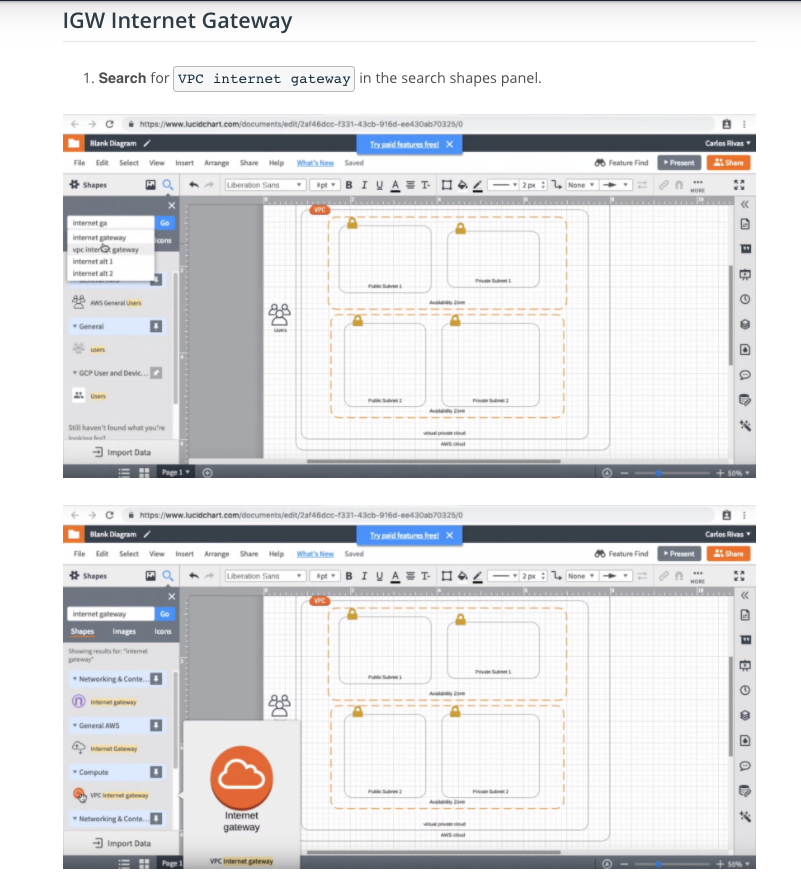 IGW Internet Gateway
1. Search for VPC internet gateway in the search shapes panel.
https://www.lucidchart.com/documents/edit/2af46dcc-f331-43cb-916d-ee430ab70325/0
Blank Diagram
Try paid features free! ×
Carlos Rivas
File Edit Select View Insert Arrange Share Help What's New Saved
Feature Find Present Share
Shapes
Liberation Sans 8pt B I U A T 2 px None MORE
internet ga Go
internet gateway
Icons
vpc internet gateway
internet alt 1
internet alt 2
AWS General Users
General
users
GCP User and Devic...
Users
Still haven't found what you're
looking for?
Import Data
VPC
Public Subnet 1
Private Subnet 1
Availability Zone
Users
Public Subnet 2
Private Subnet 2
Availability Zone
virtual private cloud
AWS cloud
Page 1
50%
https://www.lucidchart.com/documents/edit/2af46dcc-f331-43cb-916d-ee430ab70325/0
Blank Diagram
Try paid features free! ×
Carlos Rivas
File Edit Select View Insert Arrange Share Help What's New Saved
Feature Find Present Share
Shapes
Liberation Sans 8pt B I U A T 2 px None MORE
internet gateway Go
Shapes Images Icons
Showing results for: "internet
gateway"
Networking & Conte...
Internet gateway
General AWS
Internet Gateway
Compute
VPC Internet gateway
Networking & Conte...
Import Data
VPC
Public Subnet 1
Private Subnet 1
Availability Zone
Public Subnet 2
Private Subnet 2
Availability Zone
virtual private cloud
AWS cloud
Internet
gateway
VPC Internet gateway
Page 1
50%